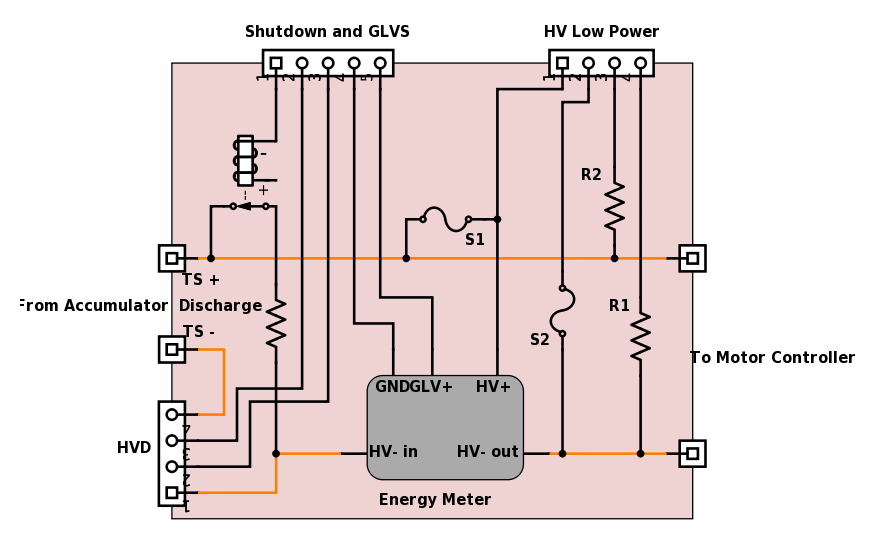 Shutdown and GLVS
HV Low Power
1 2 3 4 5
1 2 3 4
-
+
R2
S1
TS +
From Accumulator
Discharge
R1
TS -
S2
To Motor Controller
GND GLV+ HV+
4
3
HVD
HV- in HV- out
2
Energy Meter
1